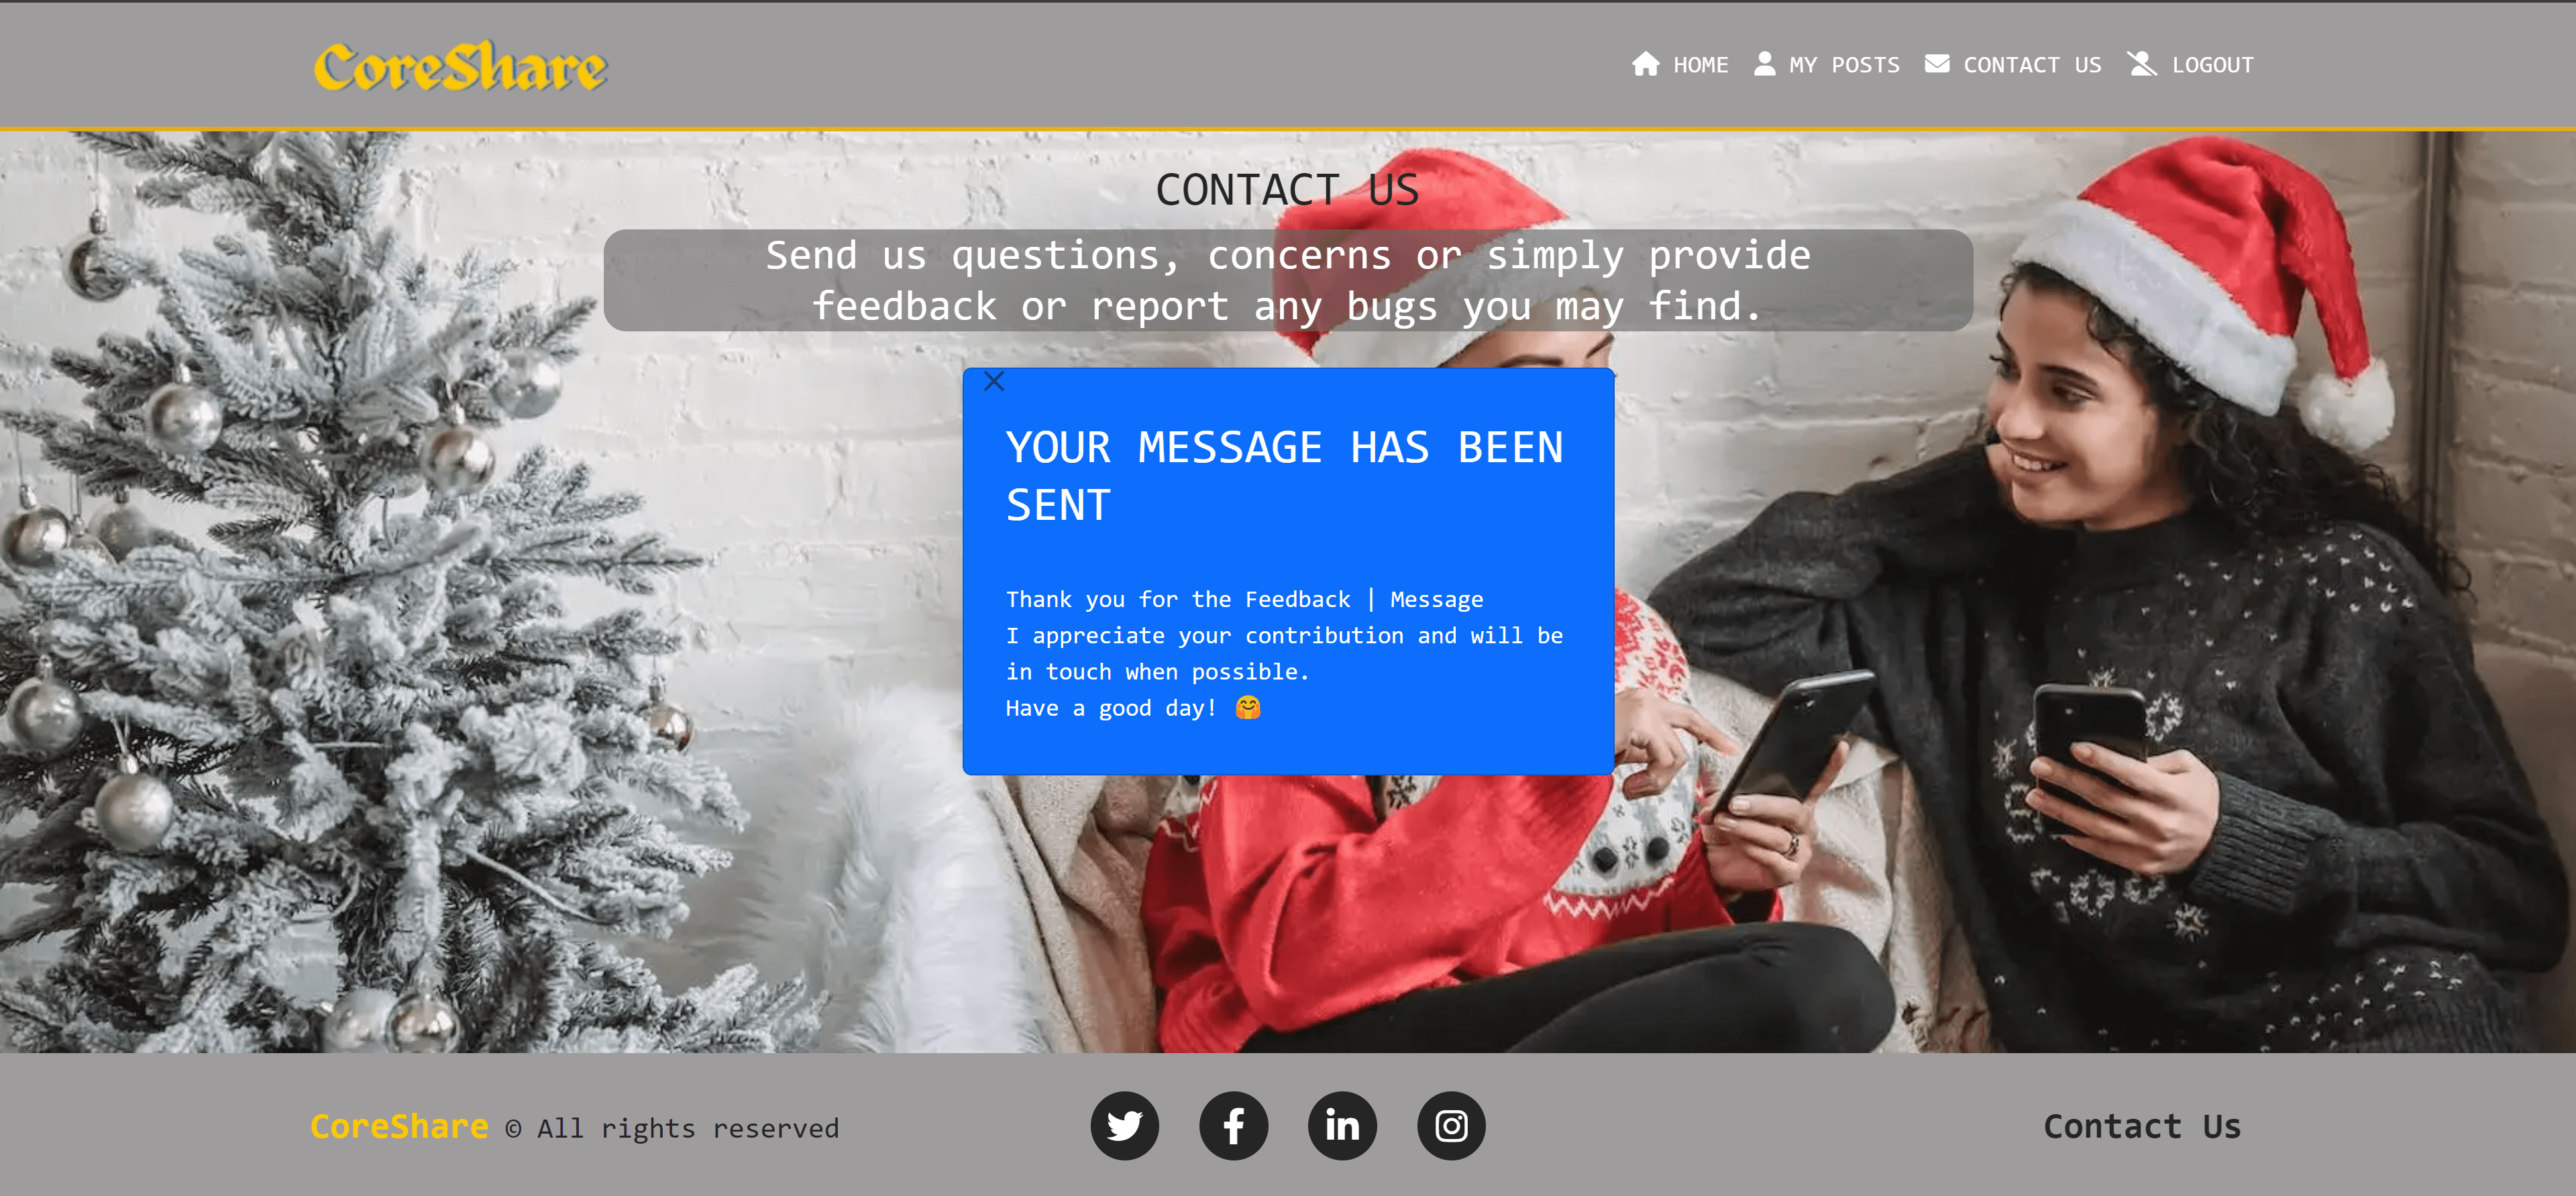 CoreShare
HOME MY POSTS CONTACT US LOGOUT
CONTACT US
Send us questions, concerns or simply provide
feedback or report any bugs you may find.
YOUR MESSAGE HAS BEEN
SENT
Thank you for the Feedback | Message
I appreciate your contribution and will be
in touch when possible.
Have a good day! 🤗
CoreShare © All rights reserved
Contact Us